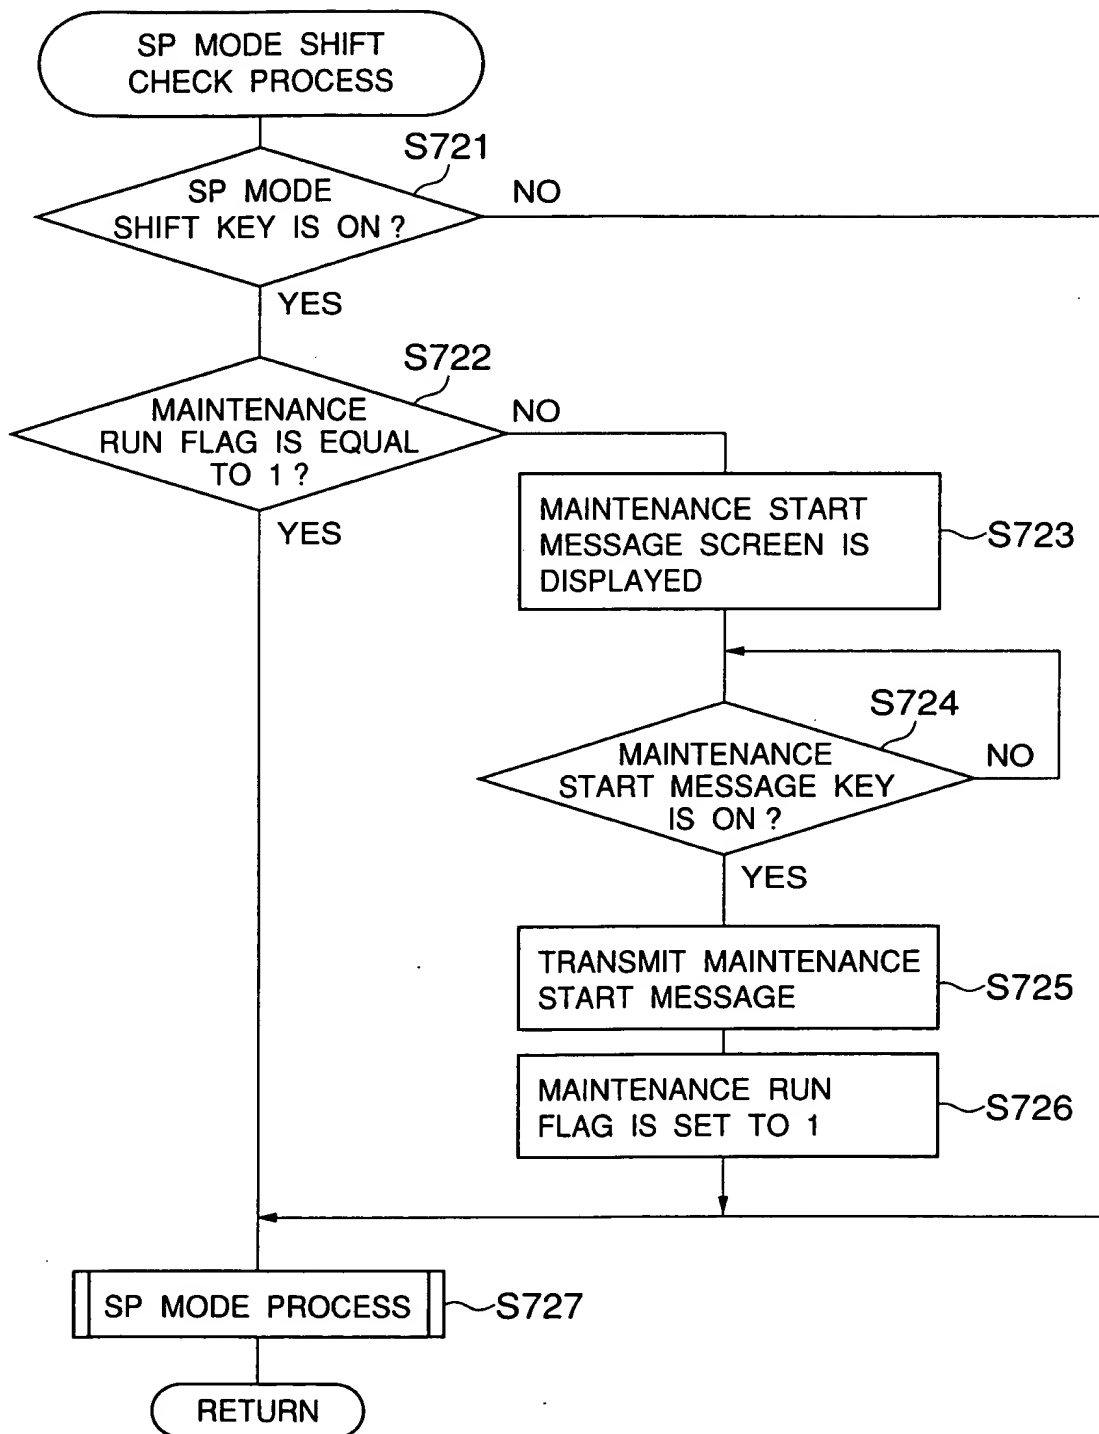 SP MODE SHIFT
CHECK PROCESS
S721
SP MODE
SHIFT KEY IS ON?
NO
YES
S722
MAINTENANCE
RUN FLAG IS EQUAL
TO 1?
NO
YES
MAINTENANCE START
MESSAGE SCREEN IS
DISPLAYED
S723
S724
MAINTENANCE
START MESSAGE KEY
IS ON?
NO
YES
TRANSMIT MAINTENANCE
START MESSAGE
S725
MAINTENANCE RUN
FLAG IS SET TO 1
S726
SP MODE PROCESS
S727
RETURN